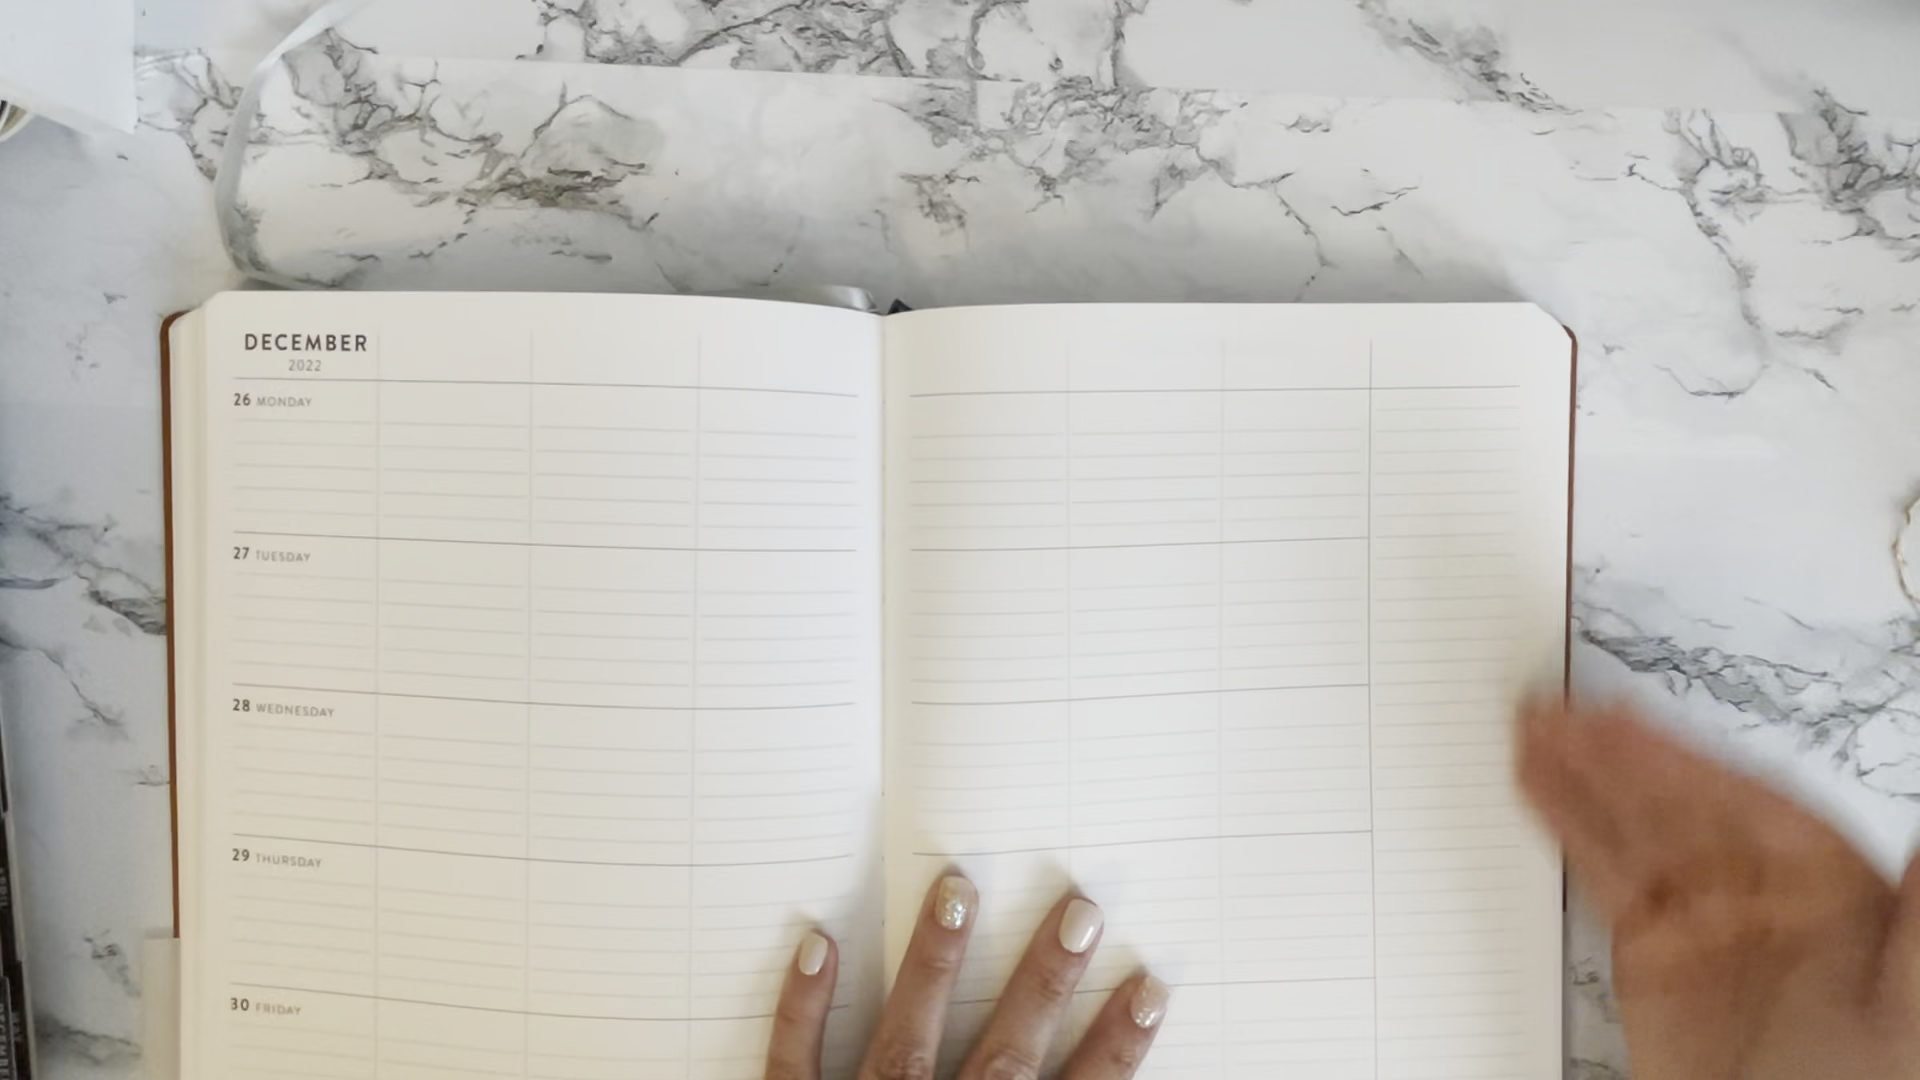 DECEMBER
2022
26 MONDAY
27 TUESDAY
28 WEDNESDAY
29 THURSDAY
30 FRIDAY